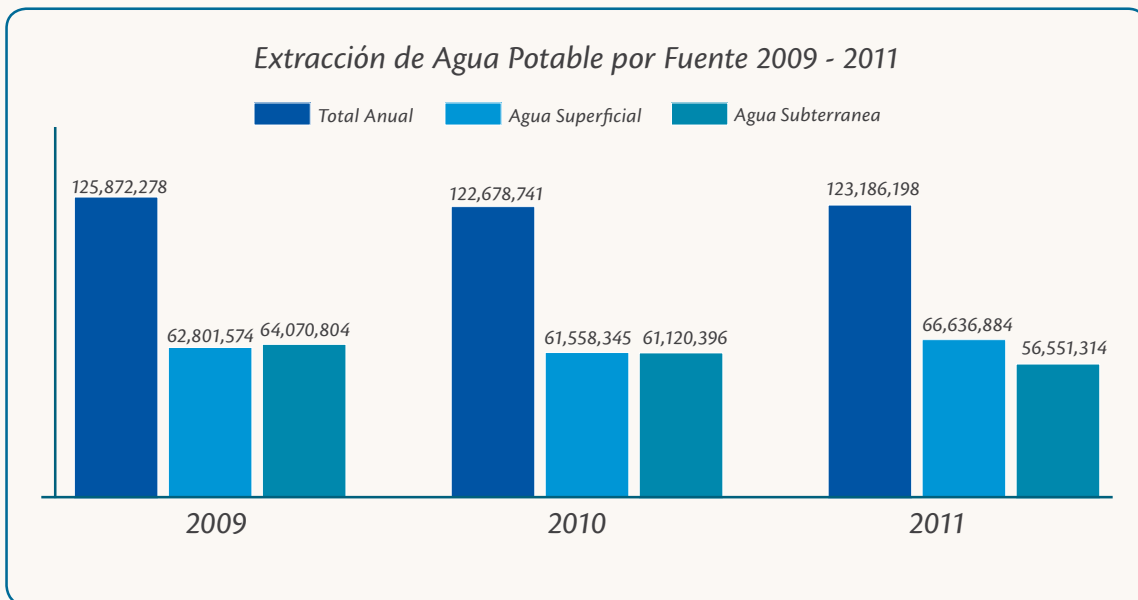 Extracción de Agua Potable por Fuente 2009 - 2011
Total Anual Agua Superficial Agua Subterranea
125,872,278 62,801,574 64,070,804
122,678,741 61,558,345 61,120,396
123,186,198 66,636,884 56,551,314
2009 2010 2011